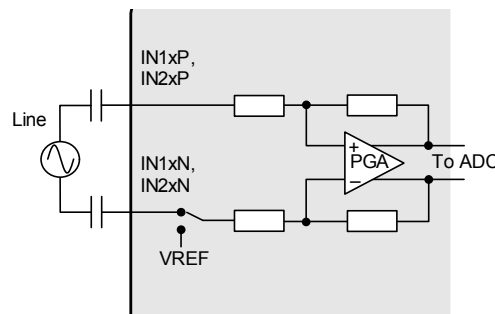 IN1xP,
IN2xP
Line
IN1xN,
IN2xN
+
PGA
−
To ADC
VREF